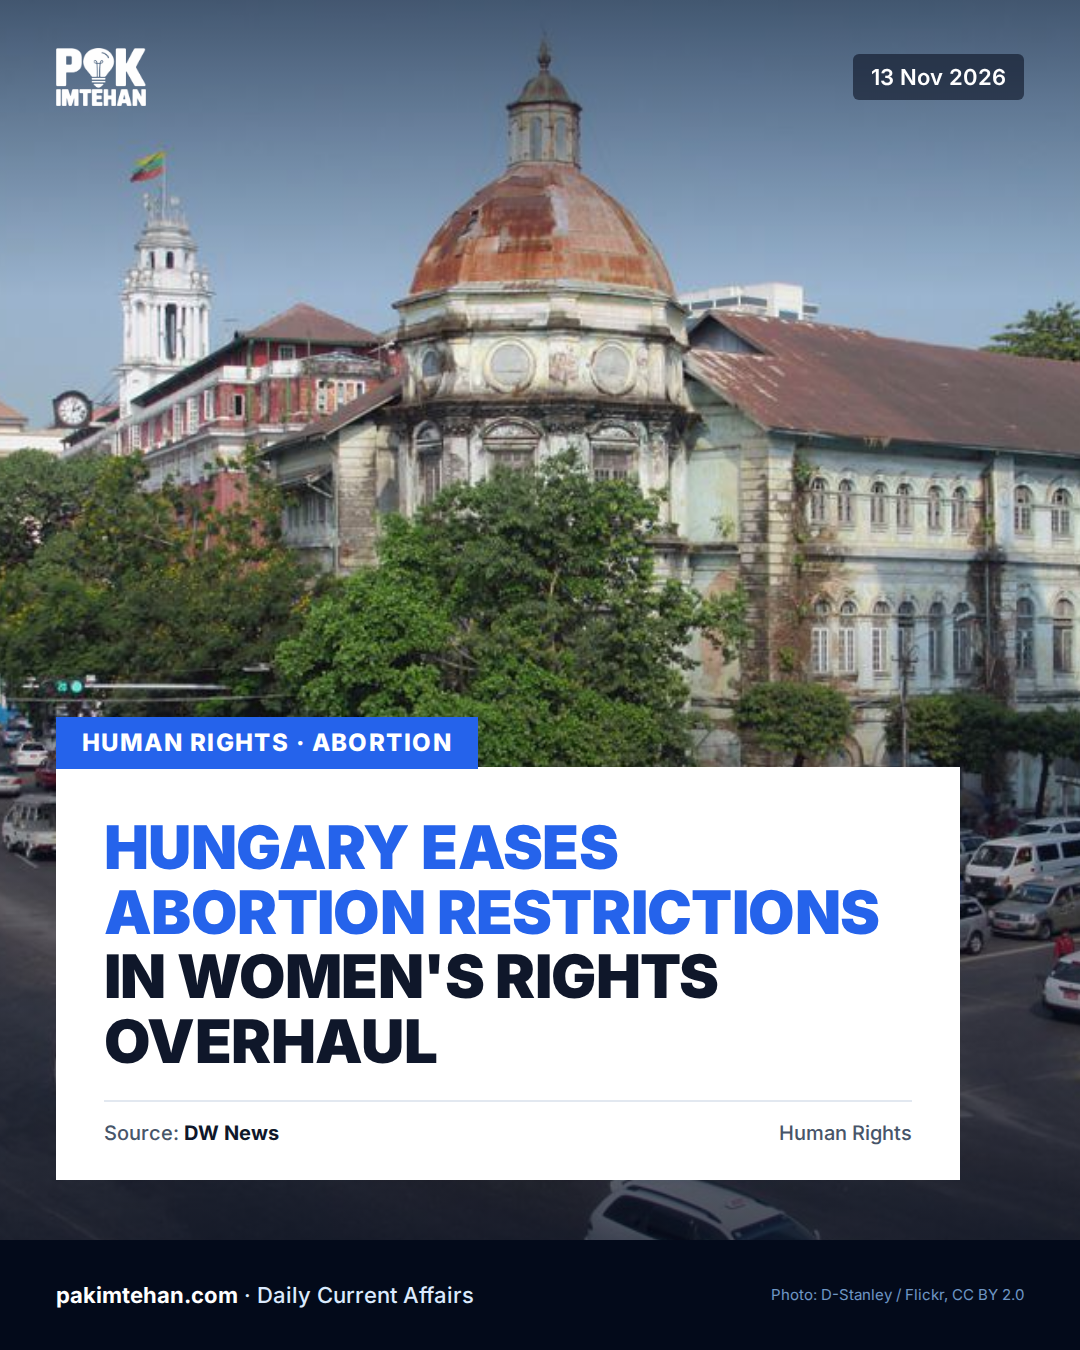 POK
IMTEHAN
13 Nov 2026
HUMAN RIGHTS · ABORTION
HUNGARY EASES
ABORTION RESTRICTIONS
IN WOMEN'S RIGHTS
OVERHAUL
Source: DW News
Human Rights
pakimtehan.com · Daily Current Affairs
Photo: D-Stanley / Flickr, CC BY 2.0